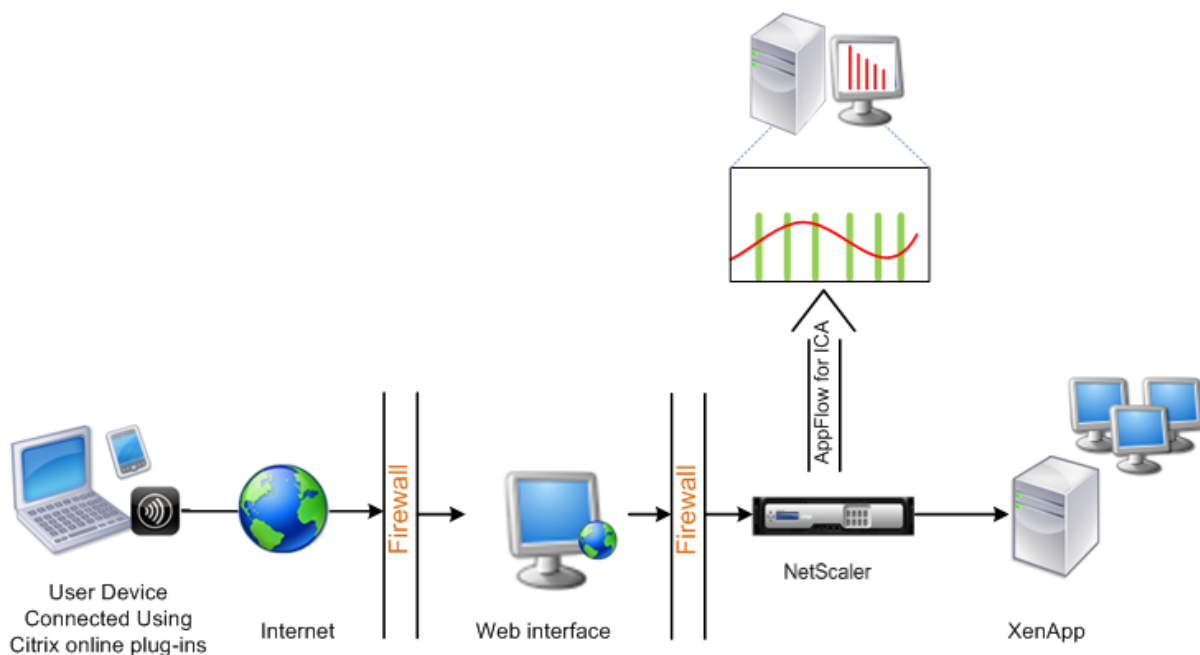 AppFlow for ICA
Firewall
Firewall
NetScaler
User Device
Connected Using
Citrix online plug-ins
Internet
Web interface
XenApp